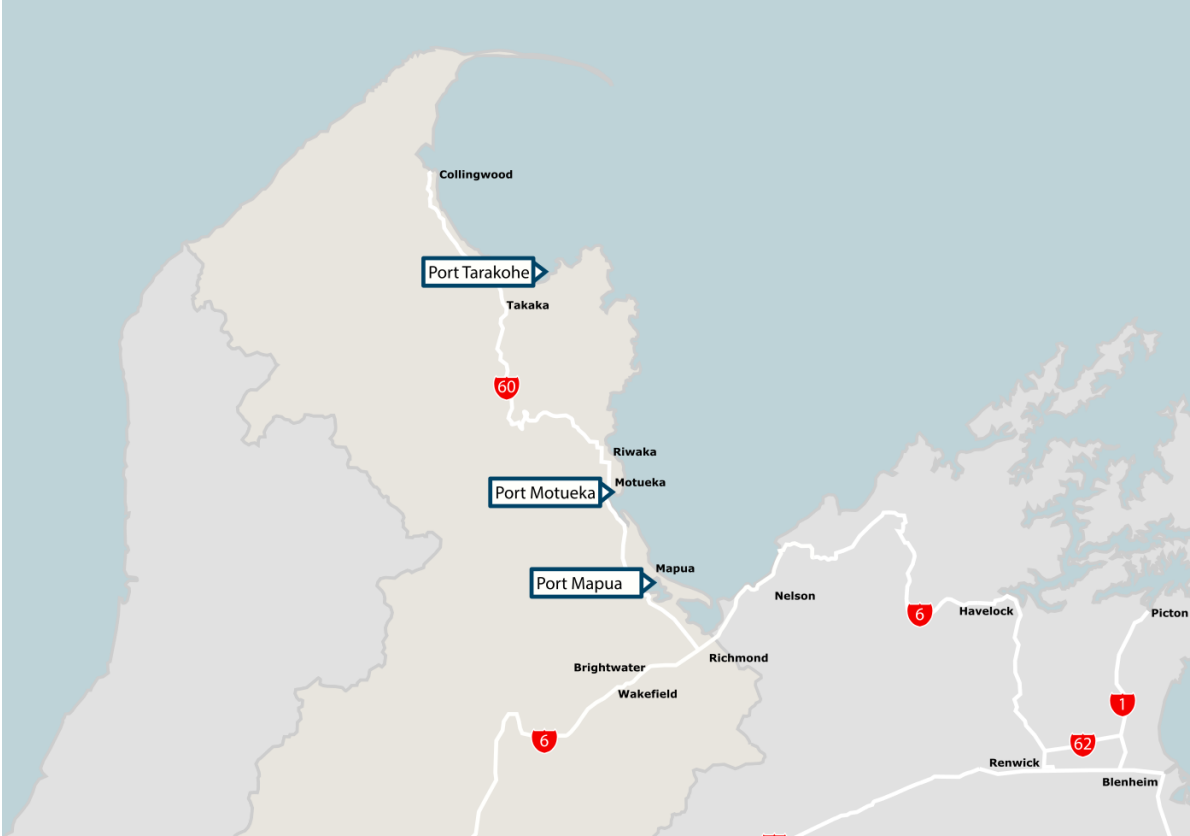 Collingwood
Port Tarakohe
Takaka
60
Riwaka
Motueka
Port Motueka
Mapua
Port Mapua
Nelson
6
Havelock
Picton
Richmond
Brightwater
Wakefield
1
6
62
Renwick
Blenheim